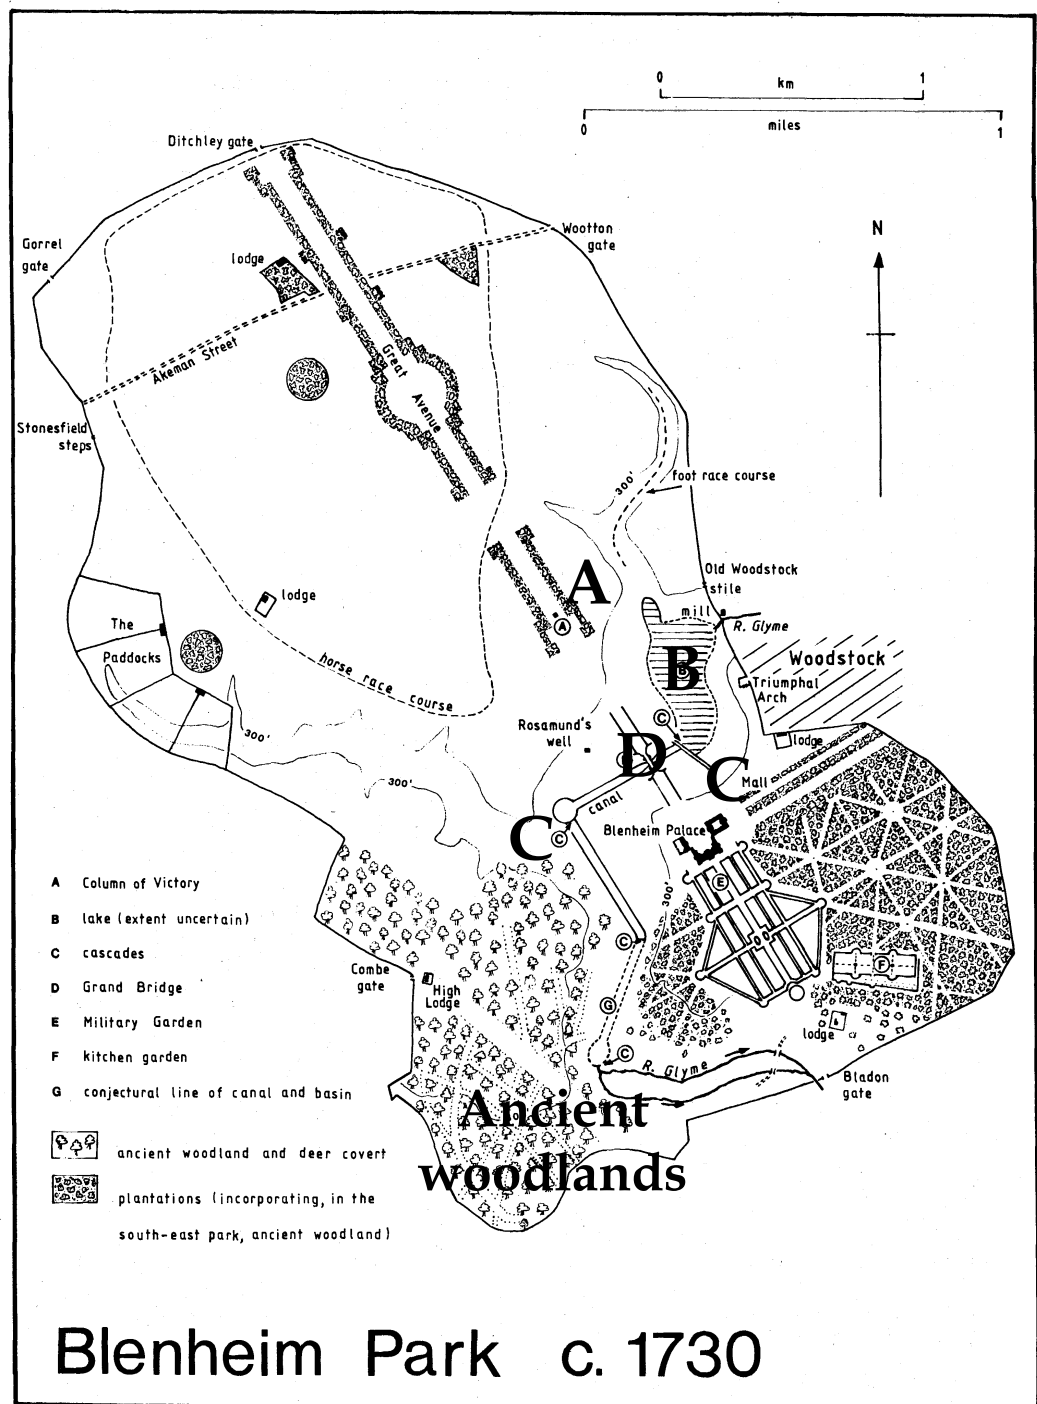 0 km 1
0 miles 1
Ditchley gate
Wootton
gate
N
Gorrel
gate
lodge
Akeman Street
Great
Avenue
Stonesfield
steps
300'
foot race course
A
Old Woodstock
stile
lodge
mill
R. Glyme
The
Paddocks
A
B
B
Woodstock
Triumphal
Arch
horse race course
300'
C
Rosamund's
well
D
lodge
C
Mall
300'
canal
Blenheim Palace
C
C
E
300'
A Column of Victory
B lake (extent uncertain)
C cascades
D Grand Bridge
E Military Garden
F kitchen garden
G conjectural line of canal and basin
ancient woodland and deer covert
plantations (incorporating, in the
south-east park, ancient woodland)
C
F
Combe
gate
High
Lodge
G
lodge
C
R. Glyme
Bladon
gate
Ancient
woodlands
Blenheim Park c. 1730